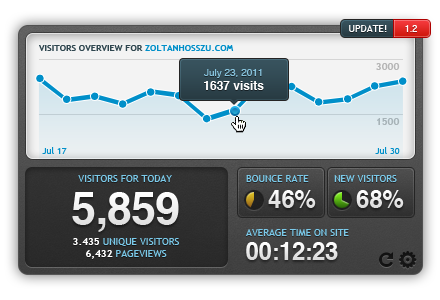 UPDATE! 1.2
VISITORS OVERVIEW FOR ZOLTANHOSSZU.COM
3000
July 23, 2011
1637 visits
1500
Jul 17
Jul 30
VISITORS FOR TODAY
5,859
3.435 UNIQUE VISITORS
6,432 PAGEVIEWS
BOUNCE RATE
46%
NEW VISITORS
68%
AVERAGE TIME ON SITE
00:12:23